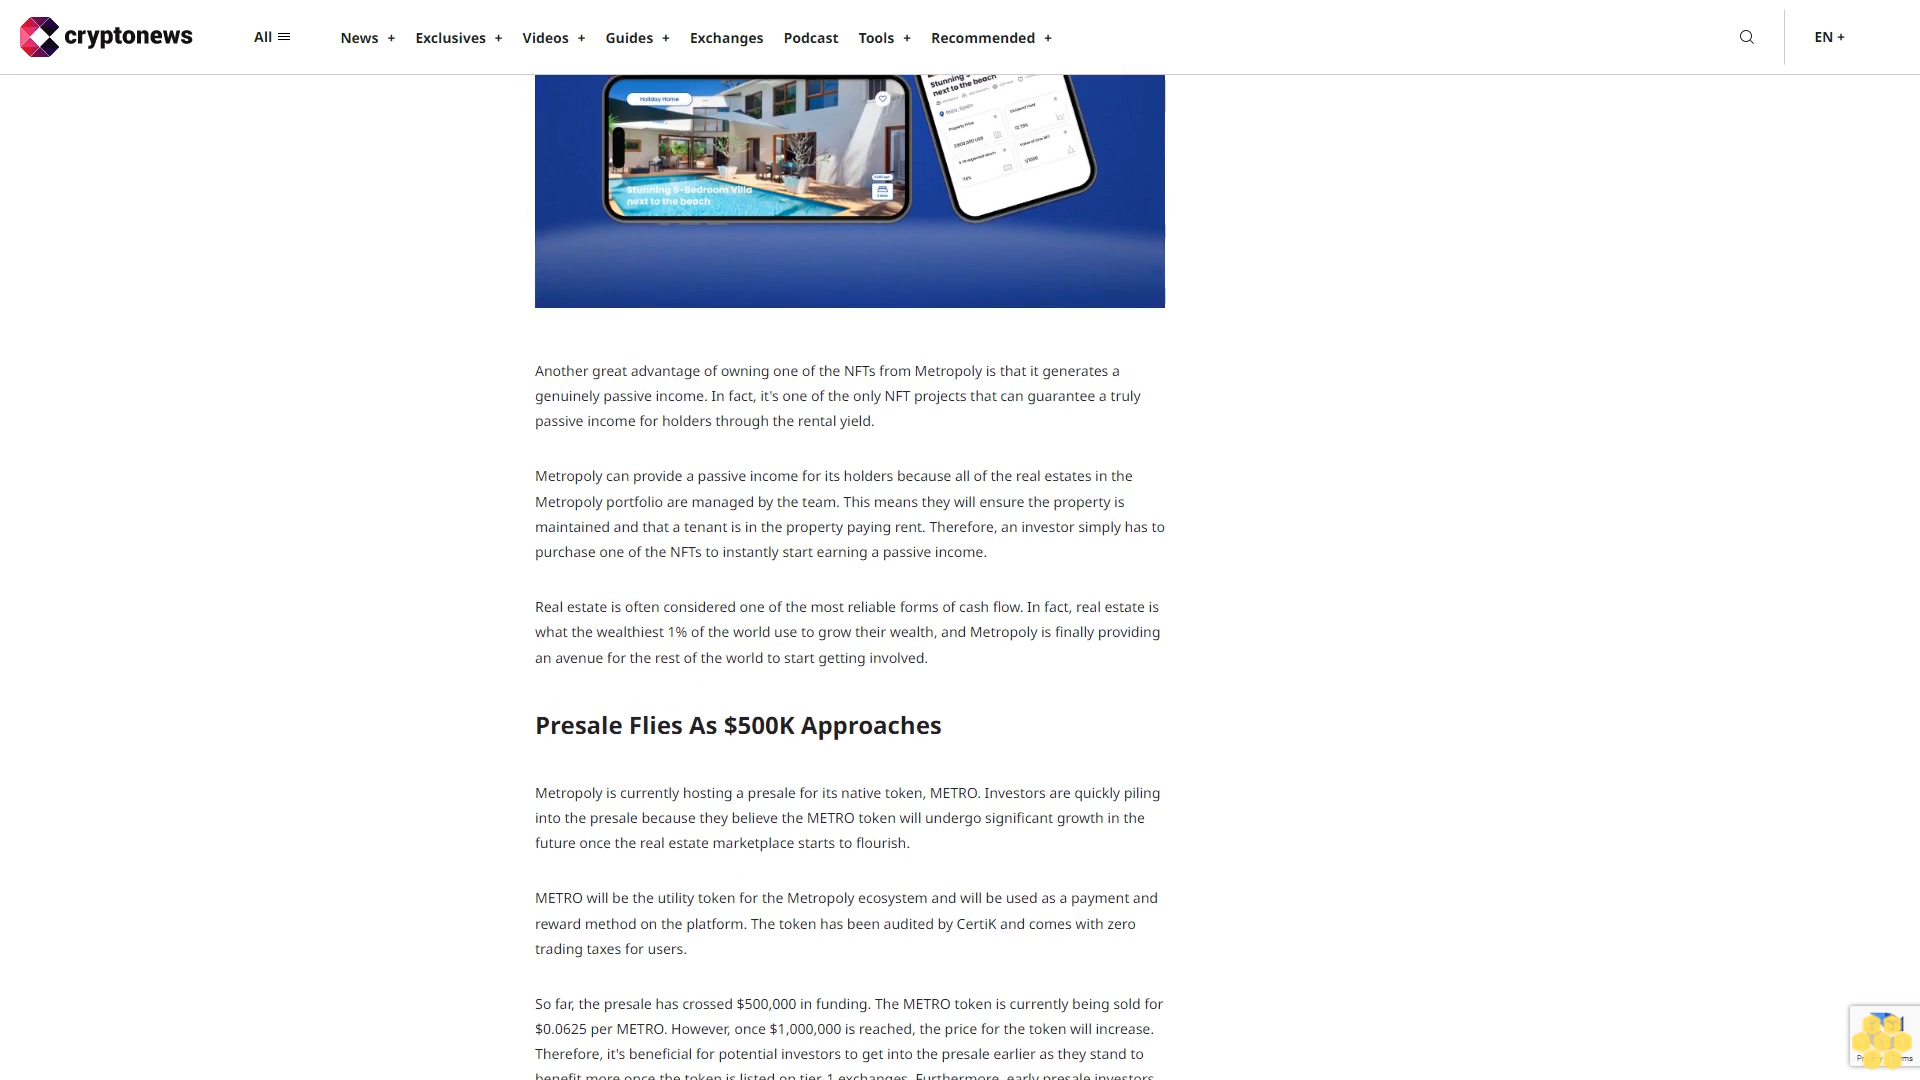 cryptonews
All
News +
Exclusives +
Videos +
Guides +
Exchanges
Podcast
Tools +
Recommended +
EN +
Holiday Home
Stunning 5-Bedroom Villa
next to the beach
Stunning 5
next to the beach
Ibiza, Spain
Property Price
Dividend Yield
Another great advantage of owning one of the NFTs from Metropoly is that it generates a
genuinely passive income. In fact, it's one of the only NFT projects that can guarantee a truly
passive income for holders through the rental yield.
Metropoly can provide a passive income for its holders because all of the real estates in the
Metropoly portfolio are managed by the team. This means they will ensure the property is
maintained and that a tenant is in the property paying rent. Therefore, an investor simply has to
purchase one of the NFTs to instantly start earning a passive income.
Real estate is often considered one of the most reliable forms of cash flow. In fact, real estate is
what the wealthiest 1% of the world use to grow their wealth, and Metropoly is finally providing
an avenue for the rest of the world to start getting involved.
Presale Flies As $500K Approaches
Metropoly is currently hosting a presale for its native token, METRO. Investors are quickly piling
into the presale because they believe the METRO token will undergo significant growth in the
future once the real estate marketplace starts to flourish.
METRO will be the utility token for the Metropoly ecosystem and will be used as a payment and
reward method on the platform. The token has been audited by CertiK and comes with zero
trading taxes for users.
So far, the presale has crossed $500,000 in funding. The METRO token is currently being sold for
$0.0625 per METRO. However, once $1,000,000 is reached, the price for the token will increase.
Therefore, it's beneficial for potential investors to get into the presale earlier as they stand to
benefit more once the token is listed on tier-1 exchanges. Furthermore, early presale investors